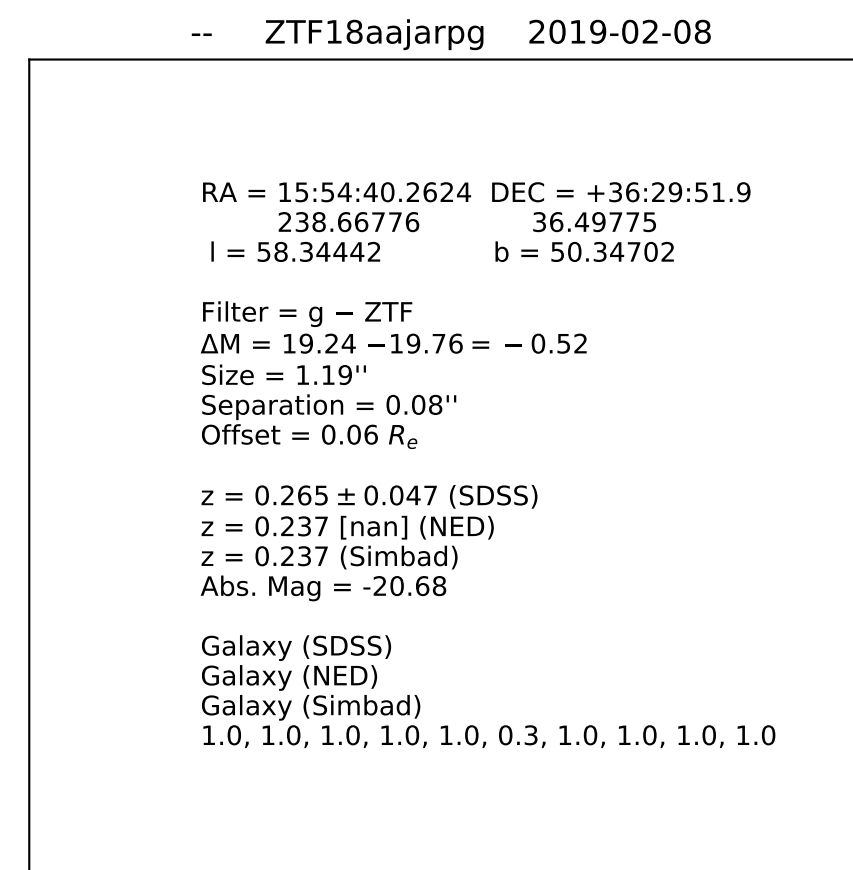 -- ZTF18aajarpg 2019-02-08
RA = 15:54:40.2624 DEC = +36:29:51.9
238.66776 36.49775
l = 58.34442 b = 50.34702
Filter = g − ZTF
ΔM = 19.24 −19.76 = − 0.52
Size = 1.19''
Separation = 0.08''
Offset = 0.06 Re
z = 0.265 ± 0.047 (SDSS)
z = 0.237 [nan] (NED)
z = 0.237 (Simbad)
Abs. Mag = -20.68
Galaxy (SDSS)
Galaxy (NED)
Galaxy (Simbad)
1.0, 1.0, 1.0, 1.0, 1.0, 0.3, 1.0, 1.0, 1.0, 1.0